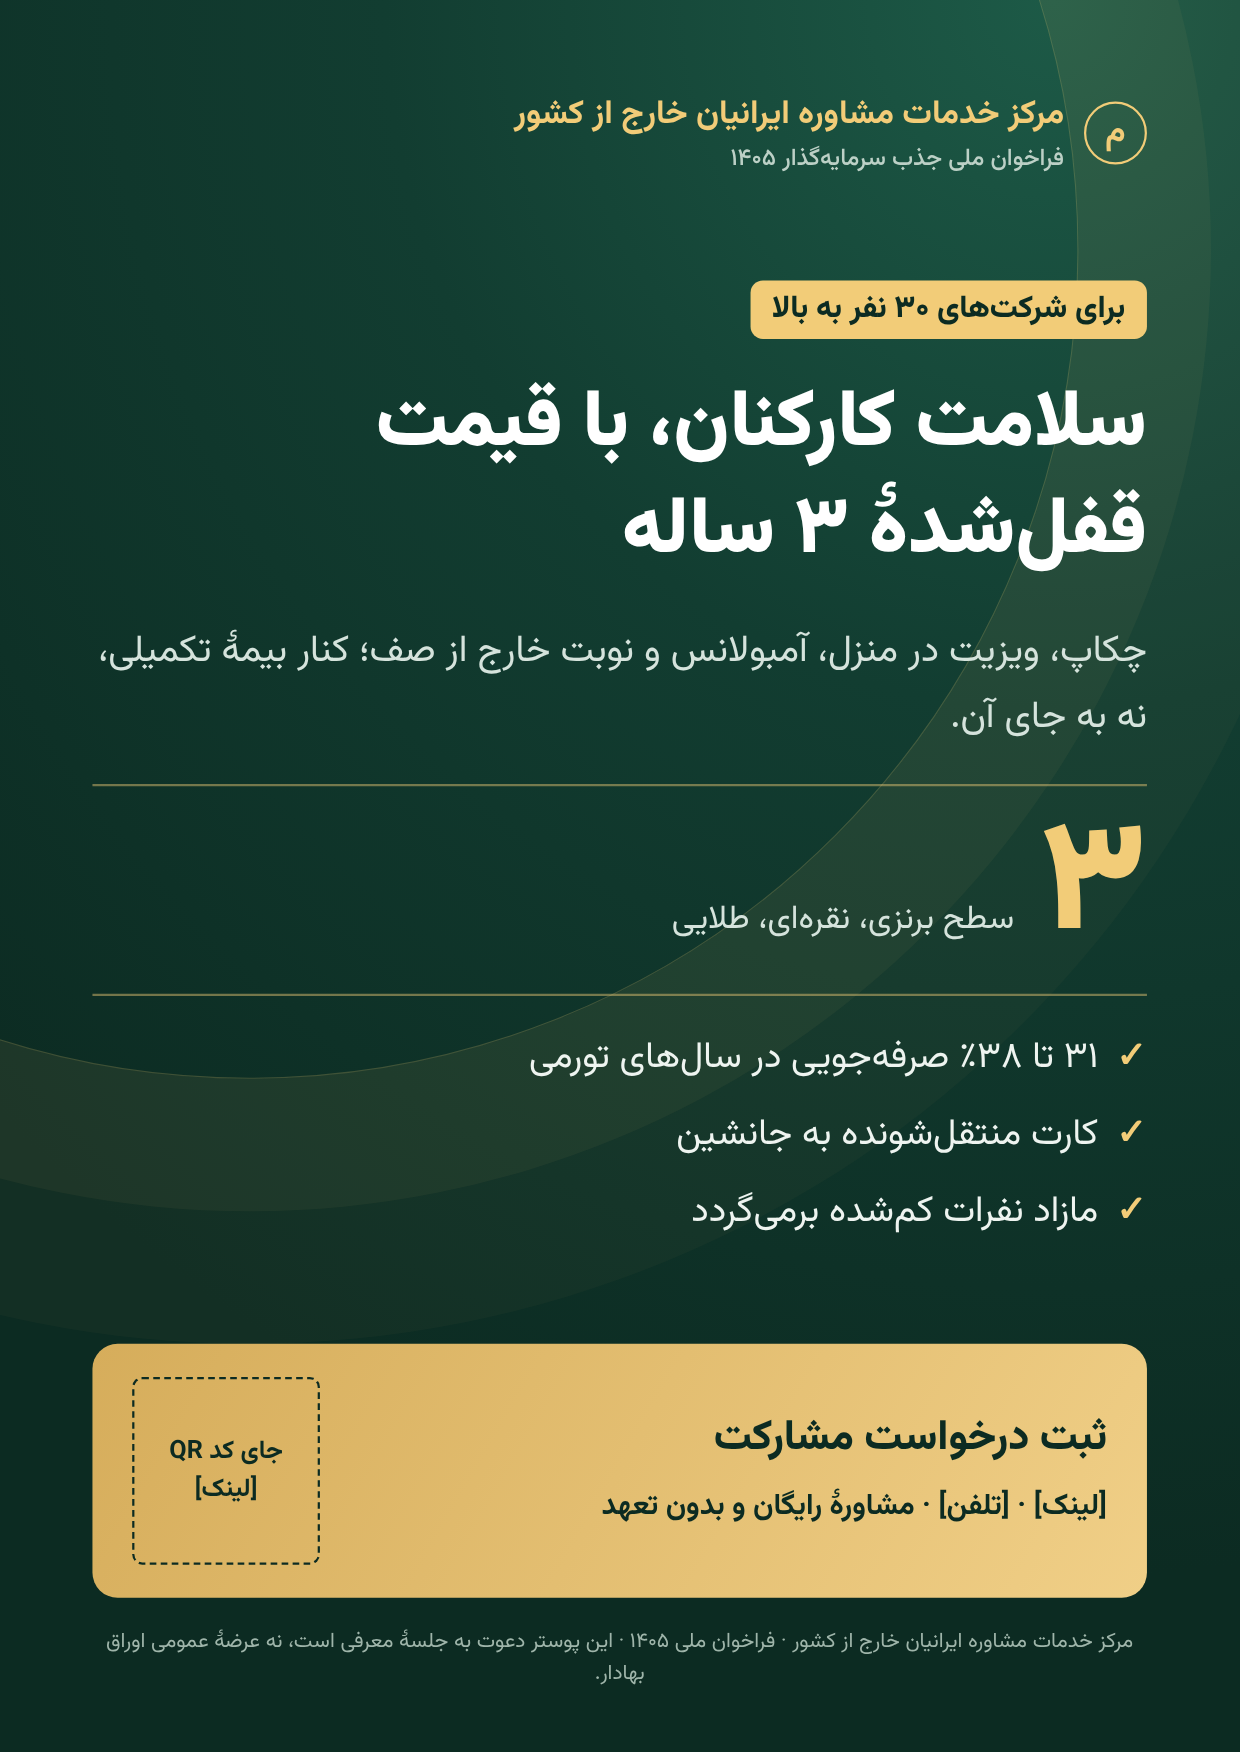 م
مرکز خدمات مشاوره ایرانیان خارج از کشور
فراخوان ملی جذب سرمایه‌گذار ۱۴۰۵
برای شرکت‌های ۳۰ نفر به بالا
سلامت کارکنان، با قیمت
قفل‌شدهٔ ۳ ساله
چکاپ، ویزیت در منزل، آمبولانس و نوبت خارج از صف؛ کنار بیمهٔ تکمیلی،
نه به جای آن.
۳
سطح برنزی، نقره‌ای، طلایی
✓ ۳۱ تا ۳۸٪ صرفه‌جویی در سال‌های تورمی
✓ کارت منتقل‌شونده به جانشین
✓ مازاد نفرات کم‌شده برمی‌گردد
ثبت درخواست مشارکت
[لینک] · [تلفن] · مشاورهٔ رایگان و بدون تعهد
جای کد QR
[لینک]
مرکز خدمات مشاوره ایرانیان خارج از کشور · فراخوان ملی ۱۴۰۵ · این پوستر دعوت به جلسهٔ معرفی است، نه عرضهٔ عمومی اوراق
بهادار.